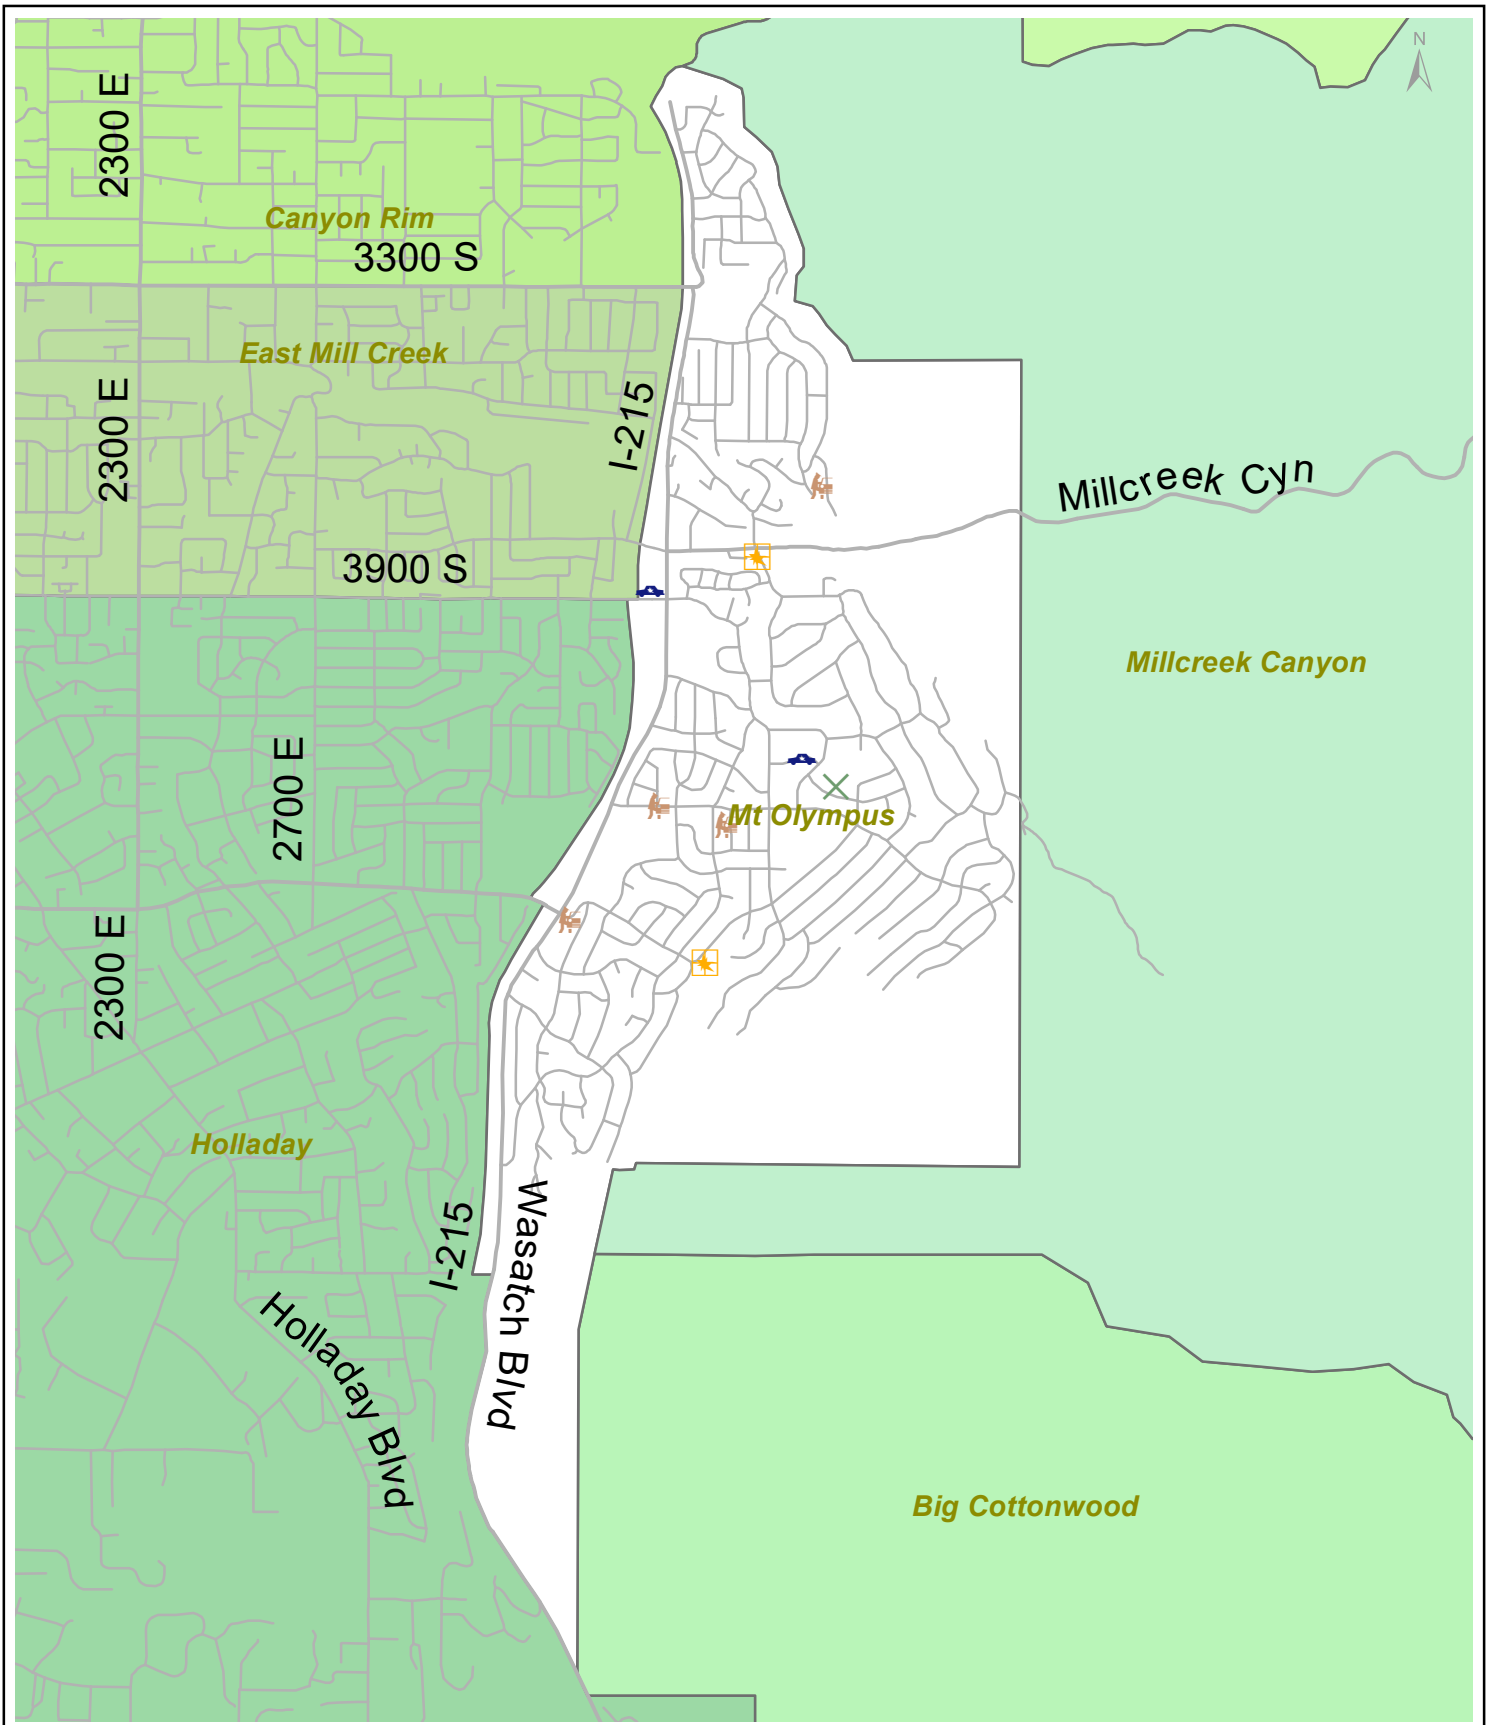 N
2300 E
Canyon Rim
3300 S
East Mill Creek
2300 E
I-215
Millcreek Cyn
3900 S
Millcreek Canyon
2700 E
Mt Olympus
2300 E
Holladay
I-215
Wasatch Blvd
Holladay Blvd
Big Cottonwood